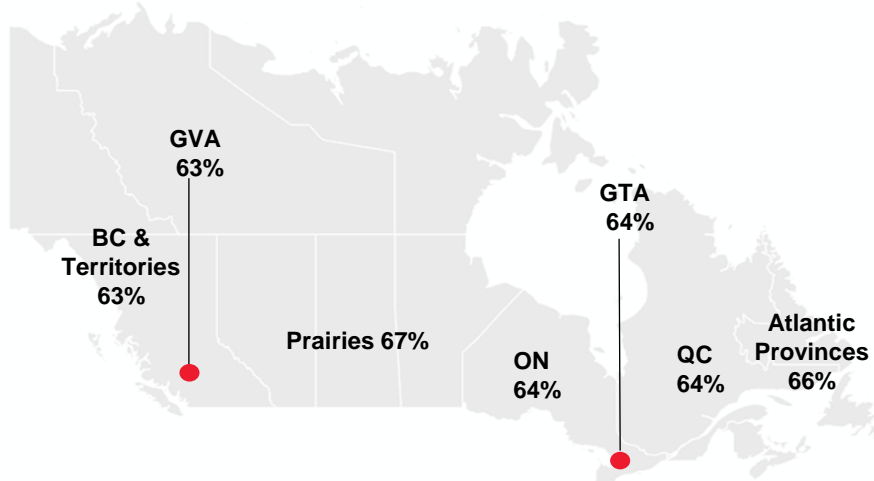 GVA
63%
GTA
64%
BC &
Territories
63%
Prairies 67%
ON
64%
QC
64%
Atlantic
Provinces
66%